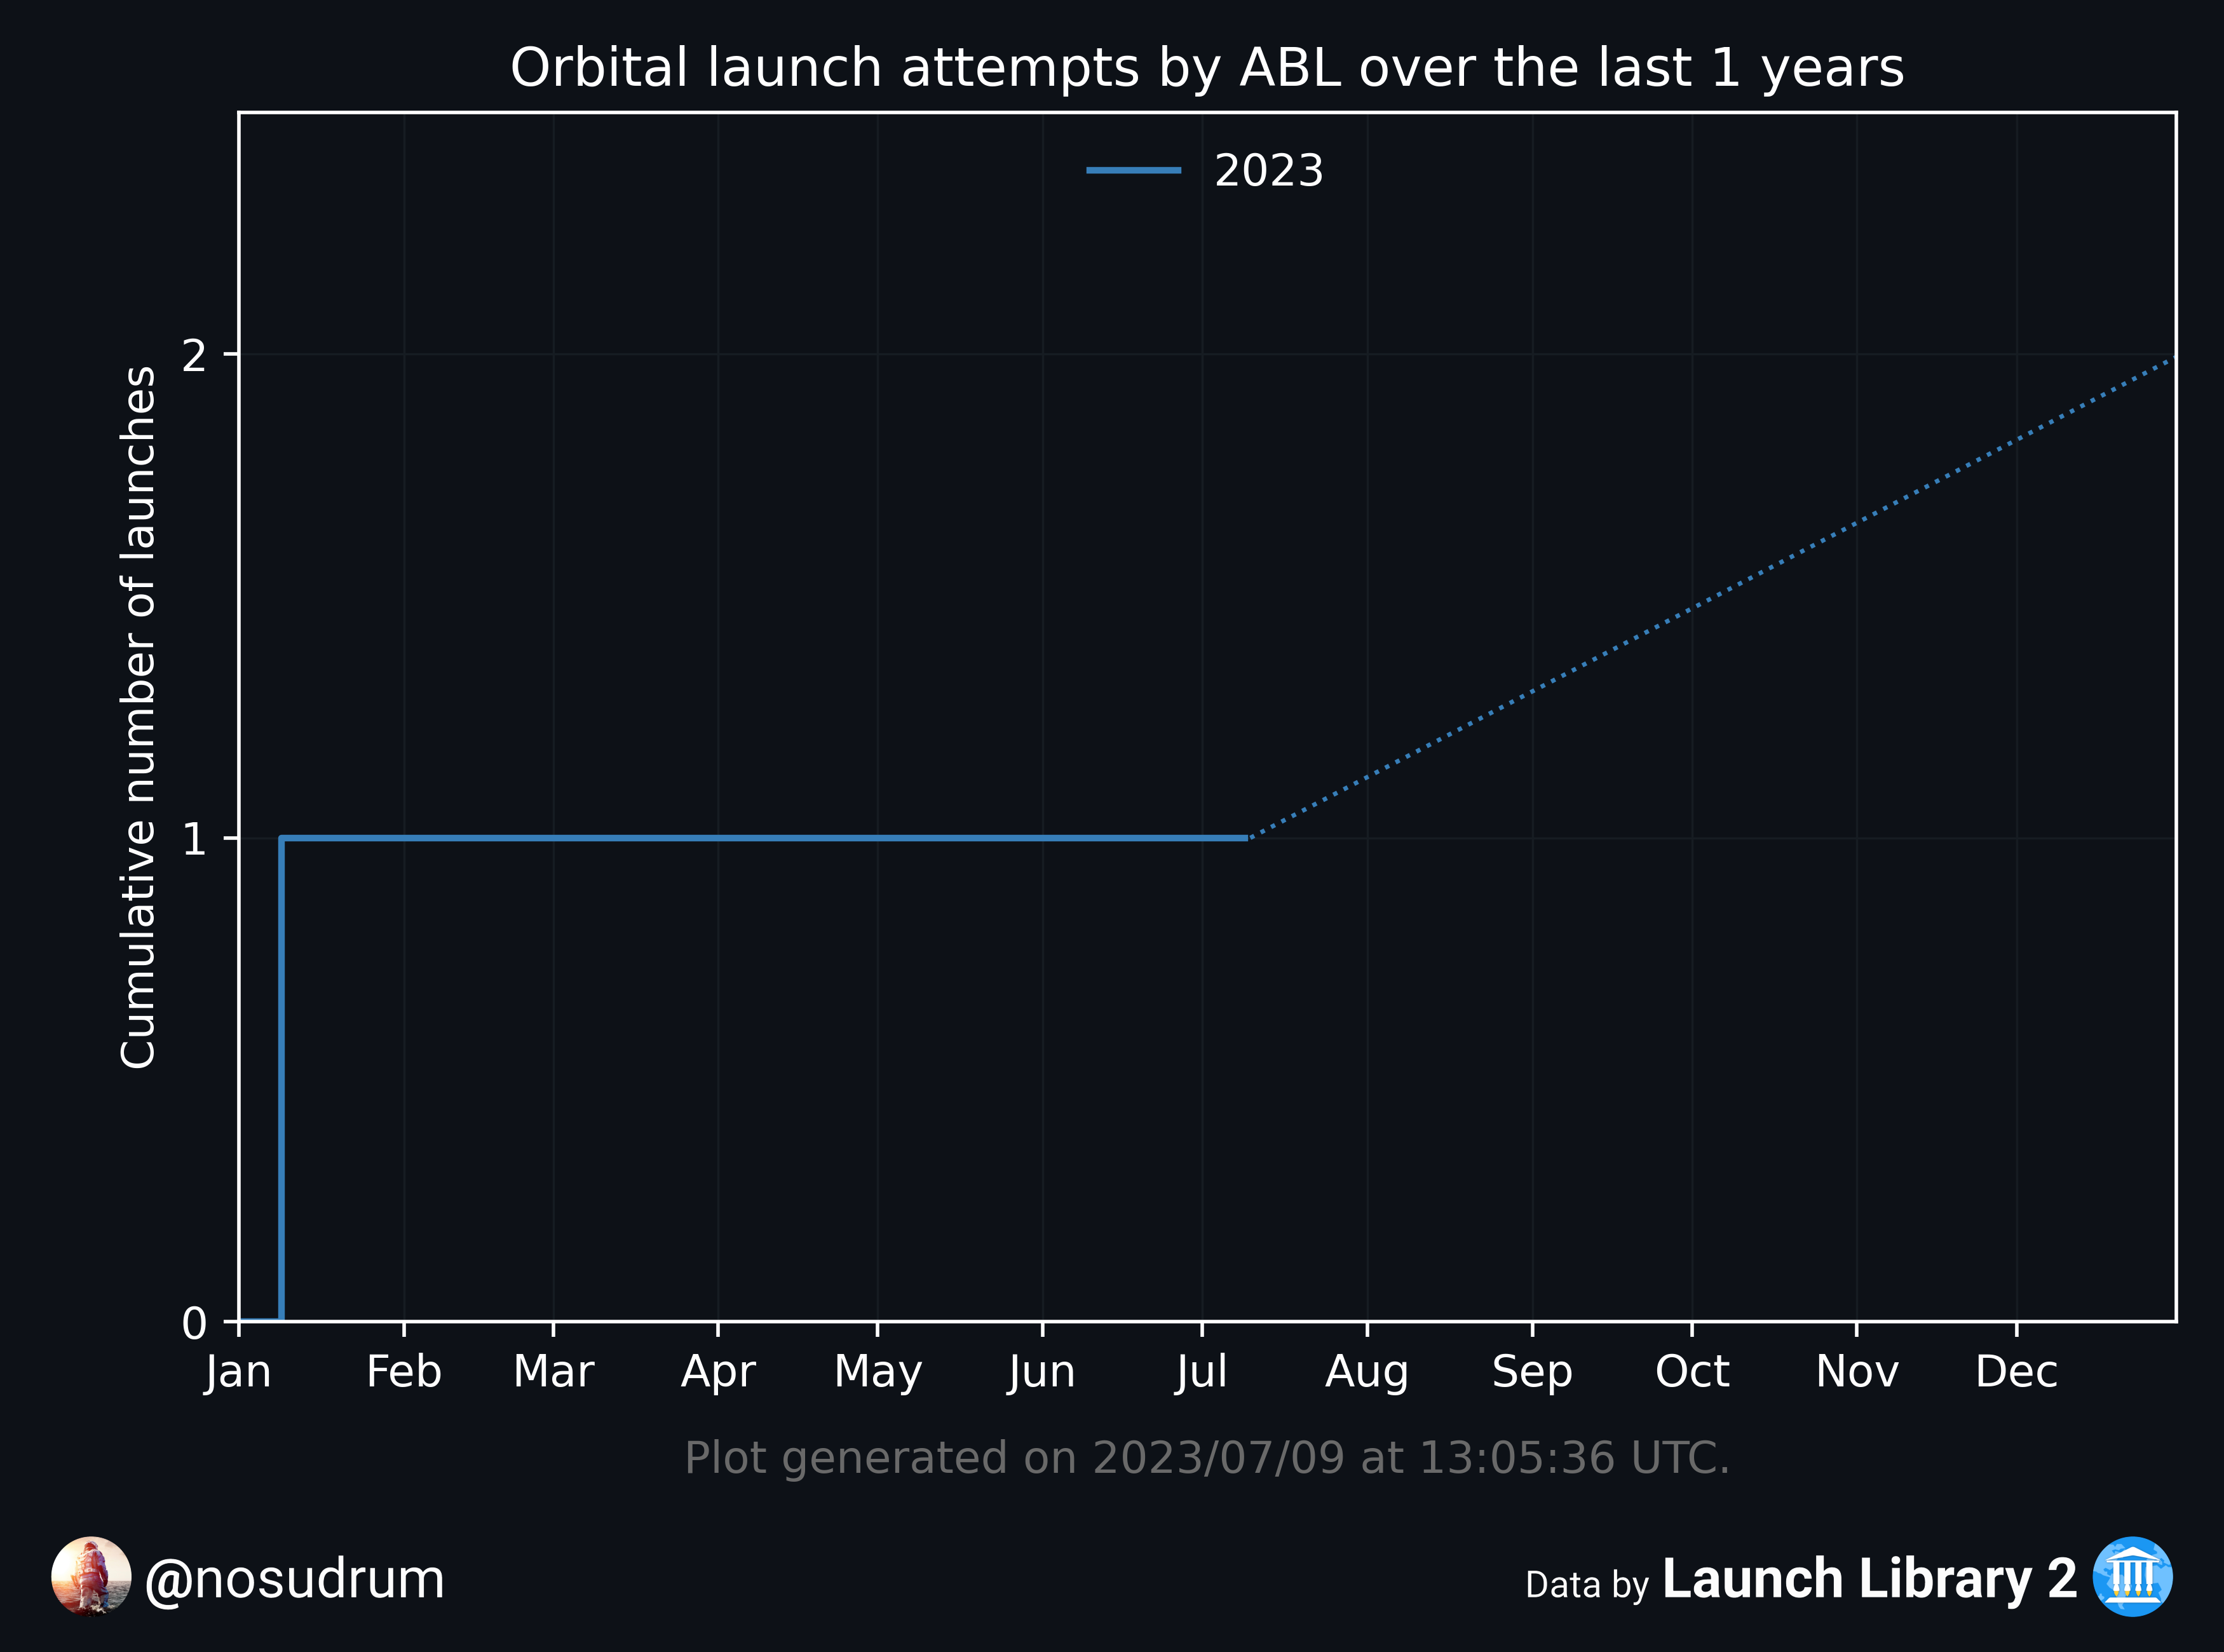 Orbital launch attempts by ABL over the last 1 years
2023
Cumulative number of launches
2
1
0
Jan Feb Mar Apr May Jun Jul Aug Sep Oct Nov Dec
Plot generated on 2023/07/09 at 13:05:36 UTC.
@nosudrum
Data by Launch Library 2